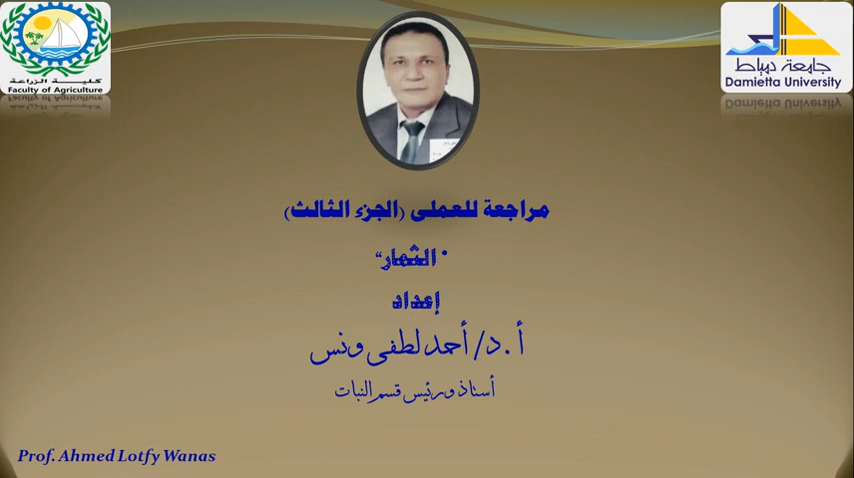 كلية الزراعة
Faculty of Agriculture
جامعة دمياط
Damietta University
مراجعة للعملى (الجزء الثالث)
" الثمار"
إعداد
أ.د/ أحمد لطفى ونس
أستاذ ورئيس قسم النبات
Prof. Ahmed Lotfy Wanas